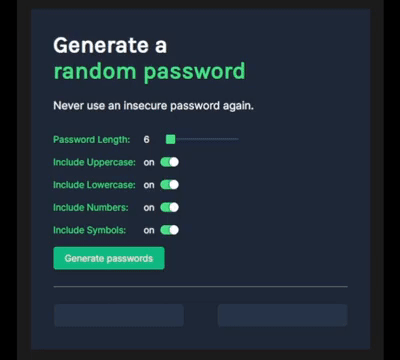 Generate a
random password
Never use an insecure password again.
Password Length: 6
Include Uppercase: on
Include Lowercase: on
Include Numbers: on
Include Symbols: on
Generate passwords